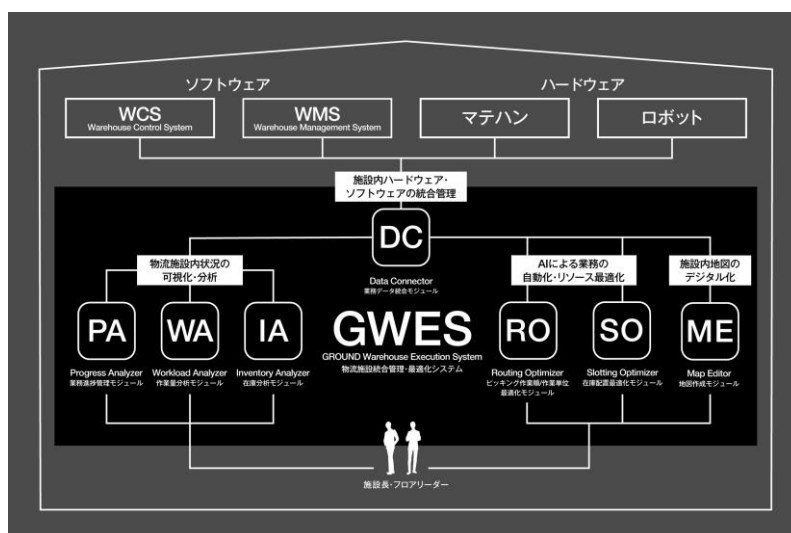 ソフトウェア
ハードウェア
WCS
Warehouse Control System
WMS
Warehouse Management System
マテハン
ロボット
施設内ハードウェア・
ソフトウェアの統合管理
DC
Data Connector
業務データ統合モジュール
物流施設内状況の
可視化・分析
AIによる業務の
自動化・リソース最適化
施設内地図の
デジタル化
PA
Progress Analyzer
業務進捗管理モジュール
WA
Workload Analyzer
作業量分析モジュール
IA
Inventory Analyzer
在庫分析モジュール
GWES
GROUND Warehouse Execution System
物流施設統合管理・最適化システム
RO
Routing Optimizer
ピッキング作業順/作業単位
最適化モジュール
SO
Slotting Optimizer
在庫配置最適化モジュール
ME
Map Editor
地図作成モジュール
施設長・フロアリーダー